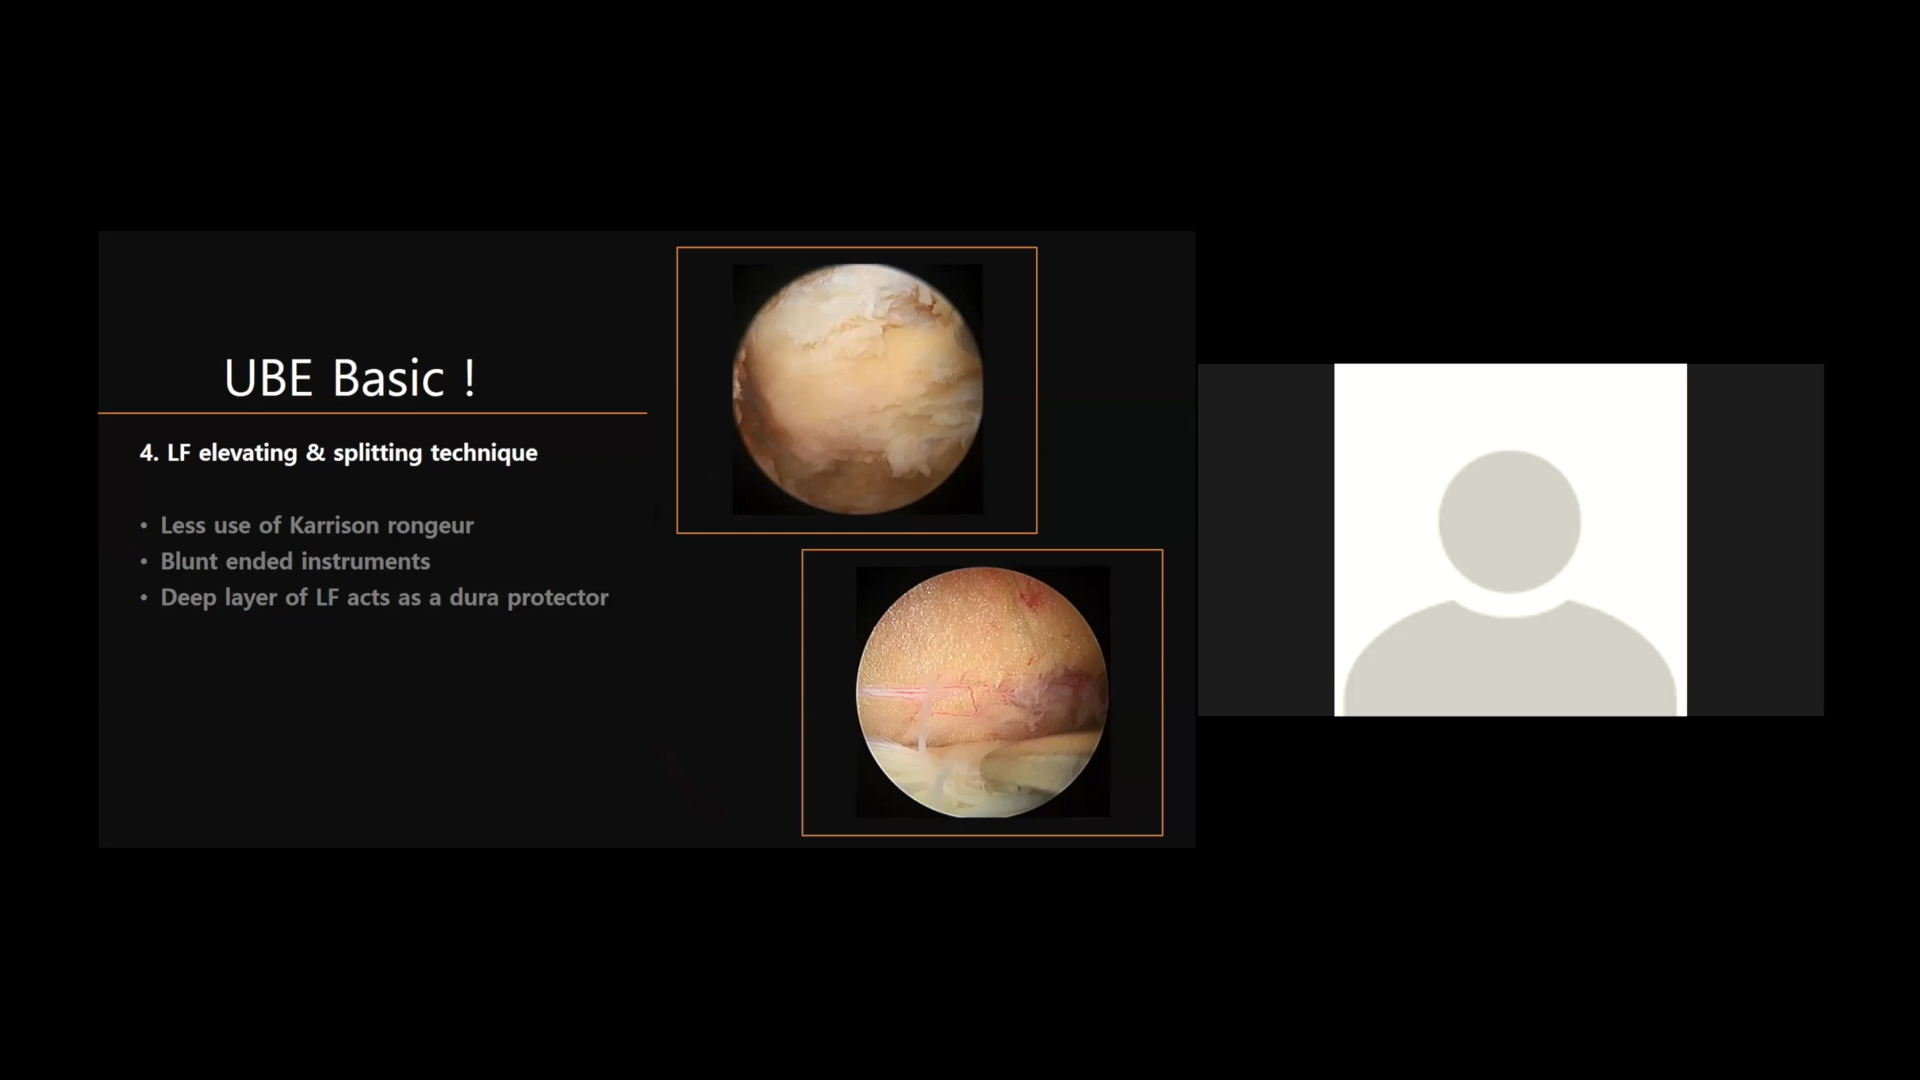 UBE Basic !
4. LF elevating & splitting technique
• Less use of Karrison rongeur
• Blunt ended instruments
• Deep layer of LF acts as a dura protector